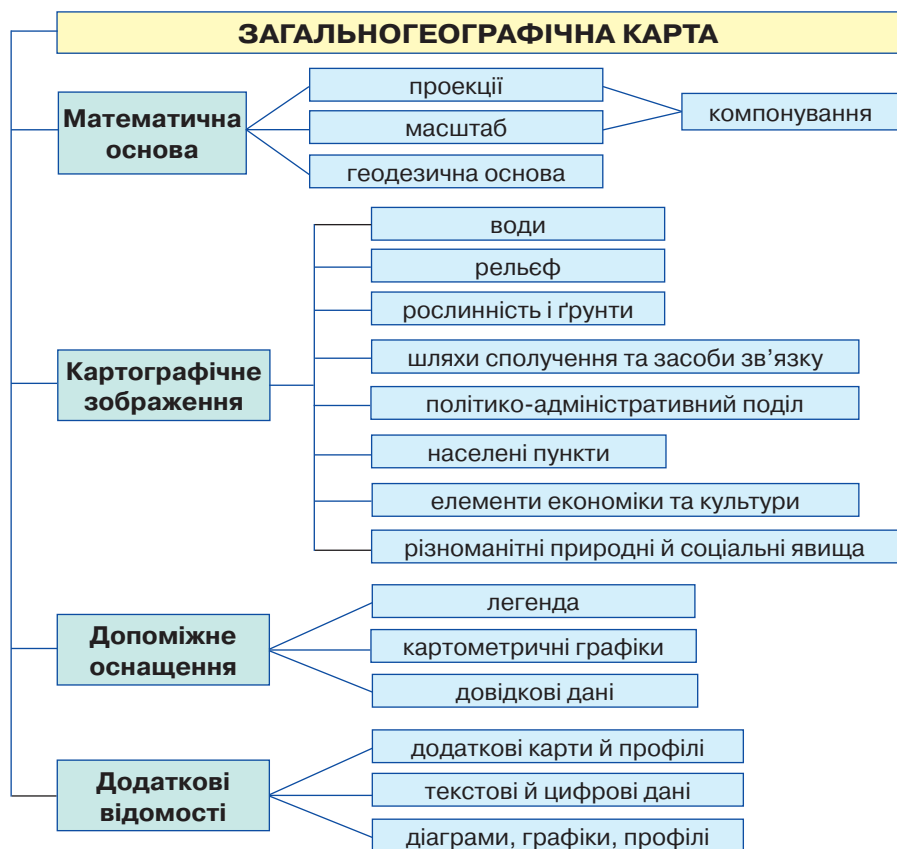 ЗАГАЛЬНОГЕОГРАФІЧНА КАРТА
Математична
основа
проекції
масштаб
геодезична основа
компонування
Картографічне
зображення
води
рельєф
рослинність і ґрунти
шляхи сполучення та засоби зв’язку
політико-адміністративний поділ
населені пункти
елементи економіки та культури
різноманітні природні й соціальні явища
Допоміжне
оснащення
легенда
картометричні графіки
довідкові дані
Додаткові
відомості
додаткові карти й профілі
текстові й цифрові дані
діаграми, графіки, профілі